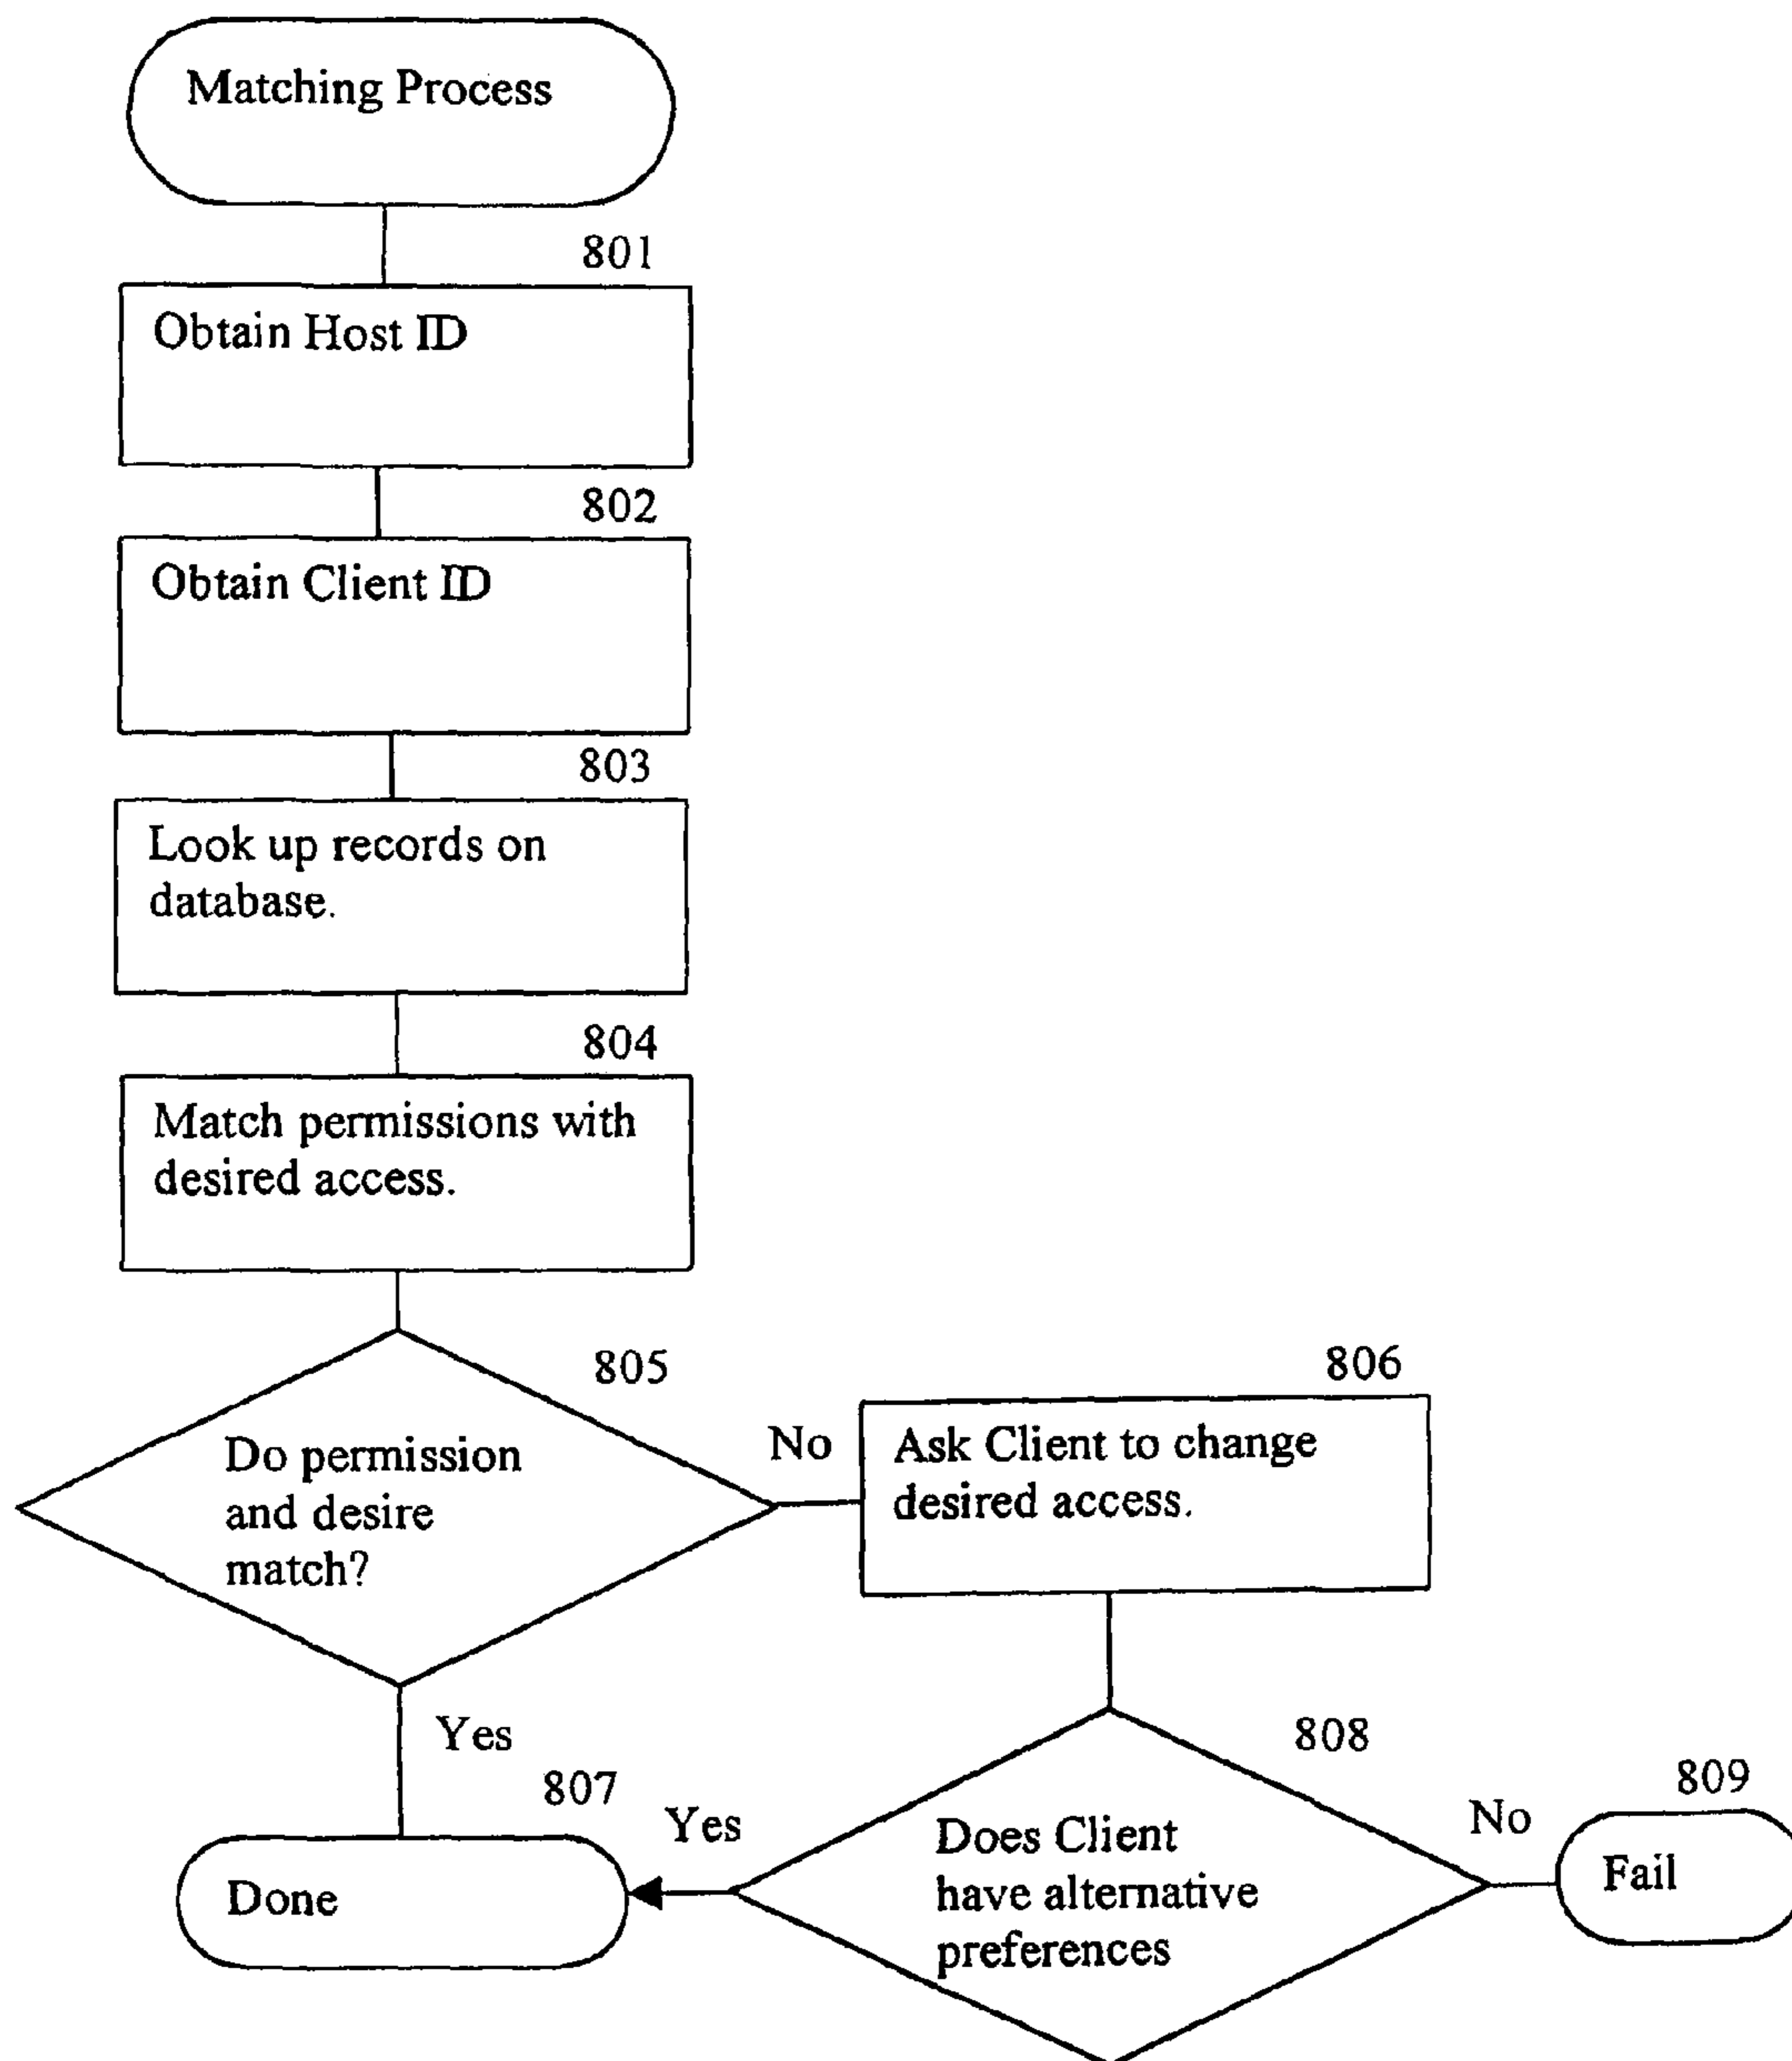 Matching Process
801
Obtain Host ID
802
Obtain Client ID
803
Look up records on
database.
804
Match permissions with
desired access.
805
Do permission
and desire
match?
No
806
Ask Client to change
desired access.
Yes
807
Done
Yes
808
Does Client
have alternative
preferences
No
809
Fail